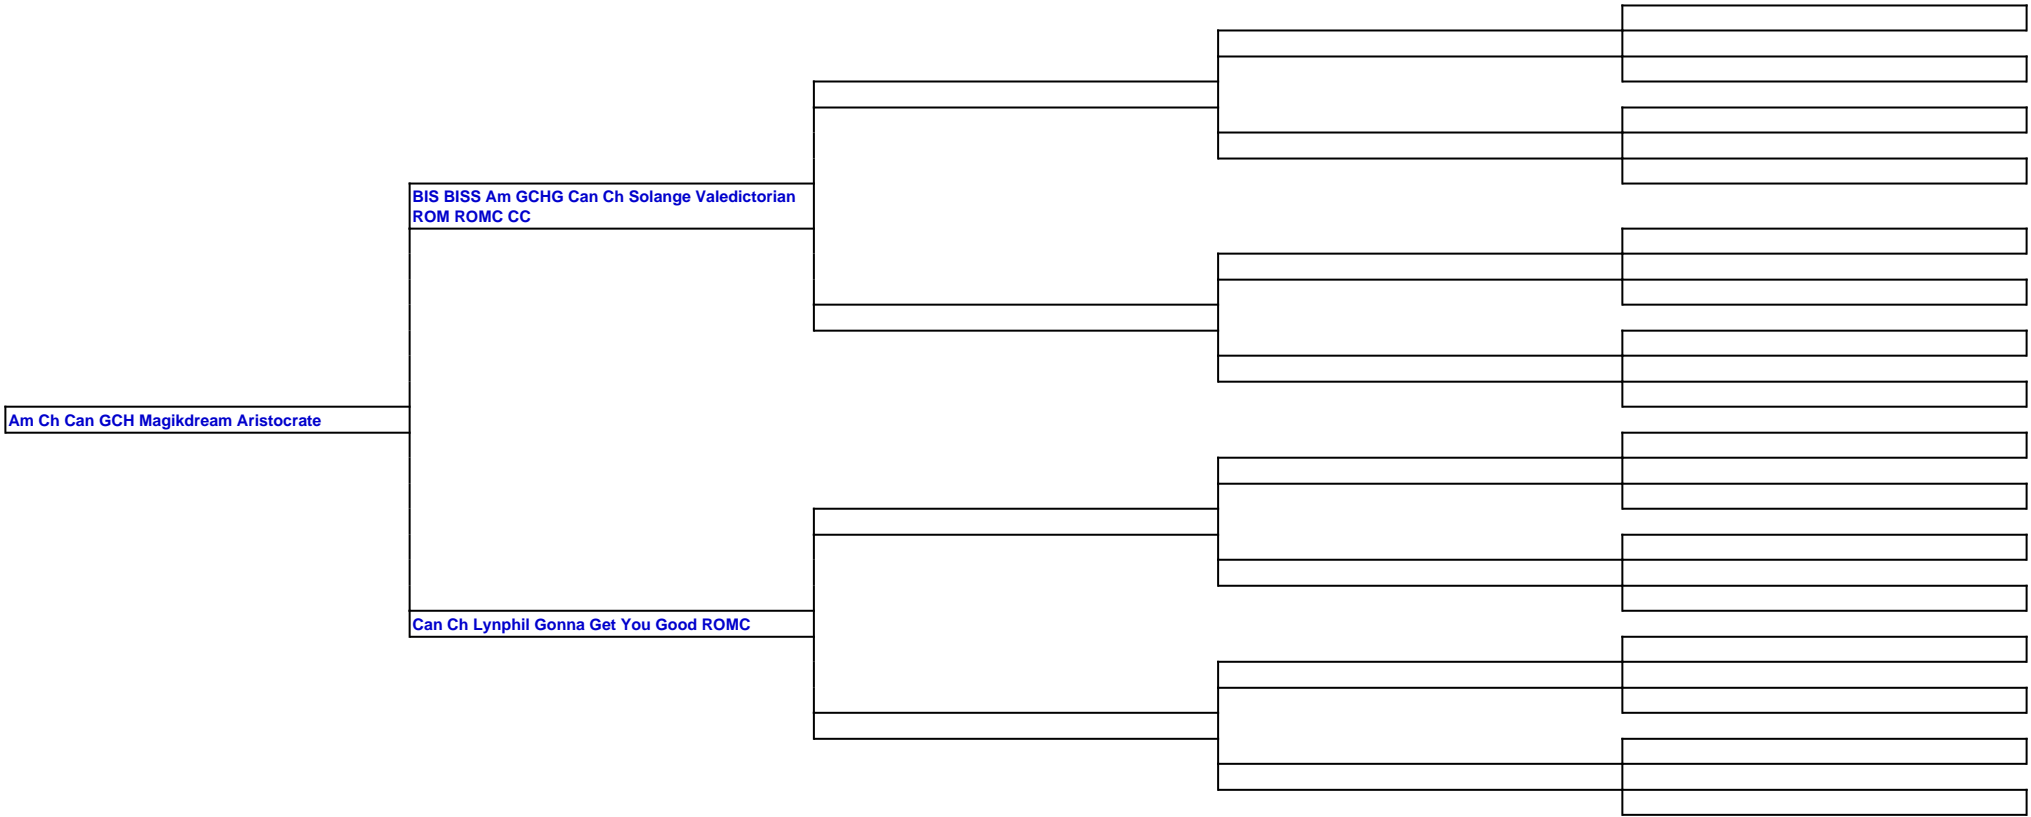 BIS BISS Am GCHG Can Ch Solange Valedictorian
ROM ROMC CC
Am Ch Can GCH Magikdream Aristocrate
Can Ch Lynphil Gonna Get You Good ROMC